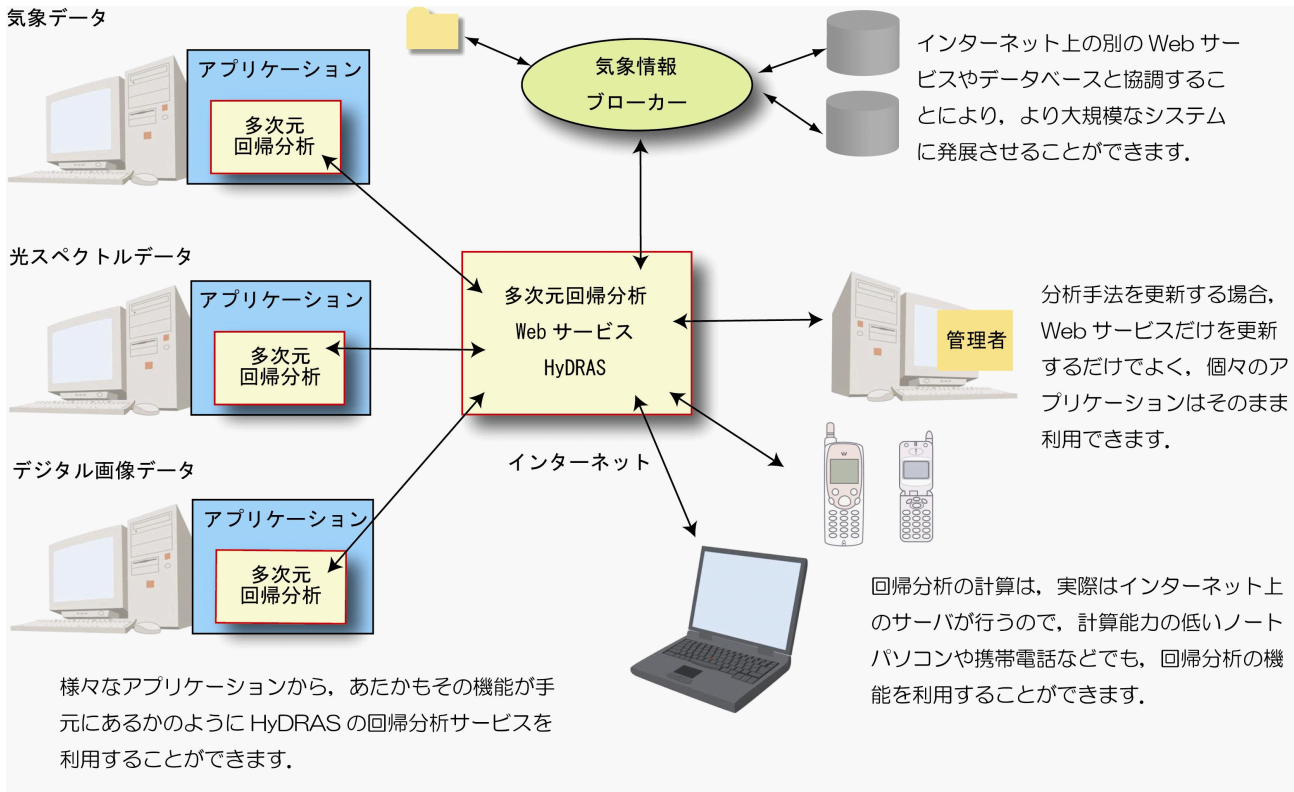 気象データ
アプリケーション
多次元
回帰分析
気象情報
ブローカー
インターネット上の別の Web サー
ビスやデータベースと協調するこ
とにより，より大規模なシステム
に発展させることができます．
光スペクトルデータ
アプリケーション
多次元
回帰分析
多次元回帰分析
Web サービス
HyDRAS
インターネット
管理者
分析手法を更新する場合，
Web サービスだけを更新
するだけでよく，個々のア
プリケーションはそのまま
利用できます．
デジタル画像データ
アプリケーション
多次元
回帰分析
様々なアプリケーションから，あたかもその機能が手
元にあるかのように HyDRAS の回帰分析サービスを
利用することができます．
回帰分析の計算は，実際はインターネット上
のサーバが行うので，計算能力の低いノート
パソコンや携帯電話などでも，回帰分析の機
能を利用することができます．